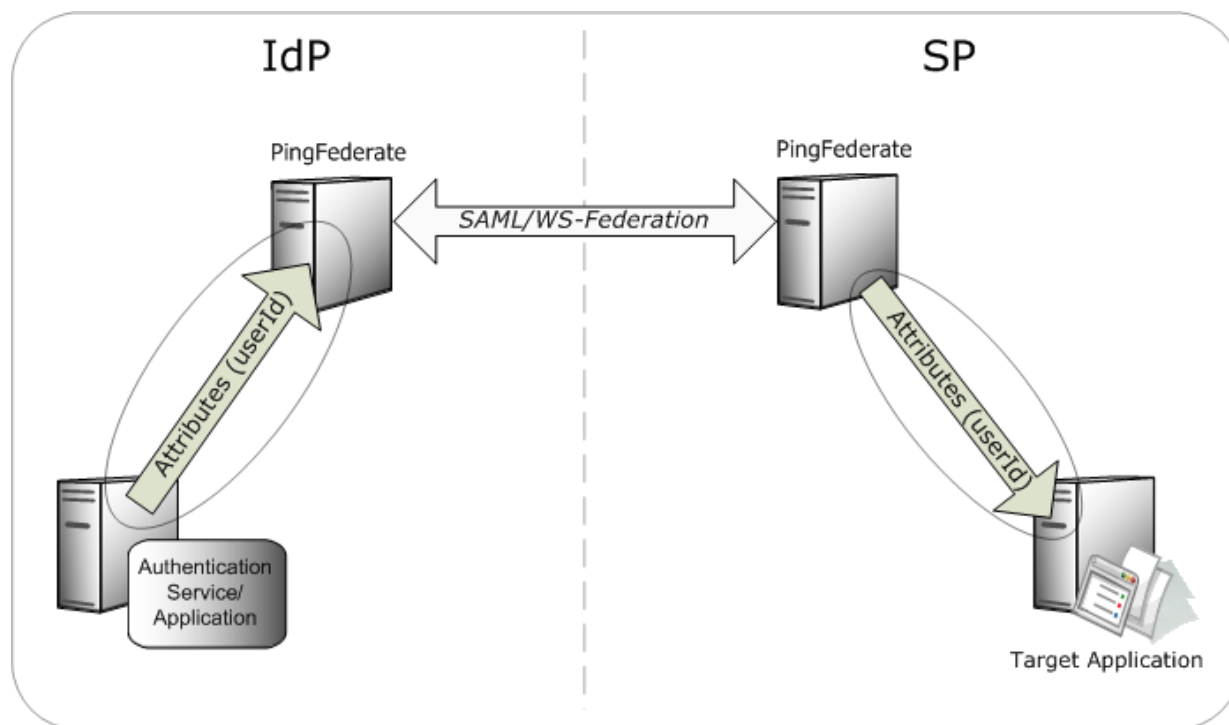 IdP
SP
PingFederate
PingFederate
SAML/WS-Federation
Attributes (userId)
Attributes (userId)
Authentication
Service/
Application
Target Application